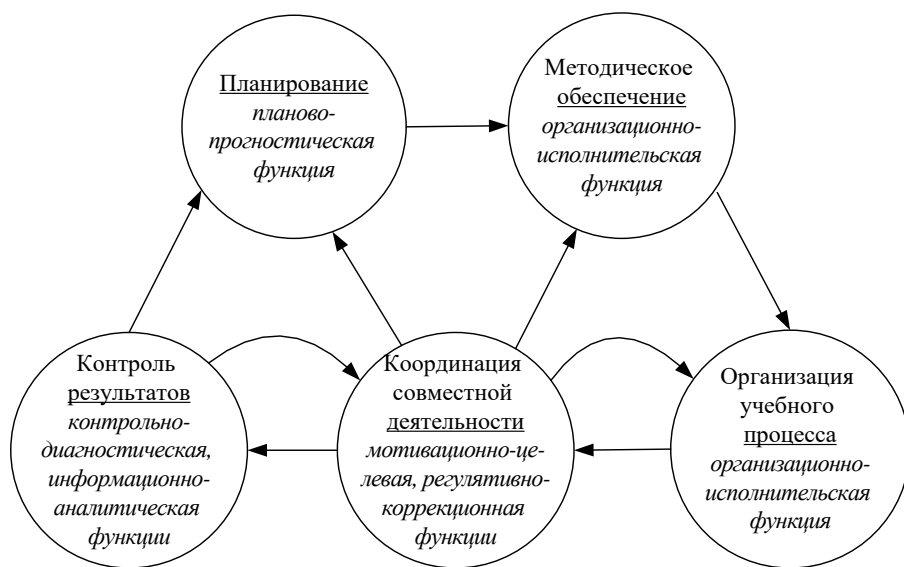 Планирование
планово-
прогностическая
функция
Методическое
обеспечение
организационно-
исполнительская
функция
Контроль
результатов
контрольно-
диагностическая,
информационно-
аналитическая
функции
Координация
совместной
деятельности
мотивационно-це-
левая, регулятивно-
коррекционная
функции
Организация
учебного
процесса
организационно-
исполнительская
функция